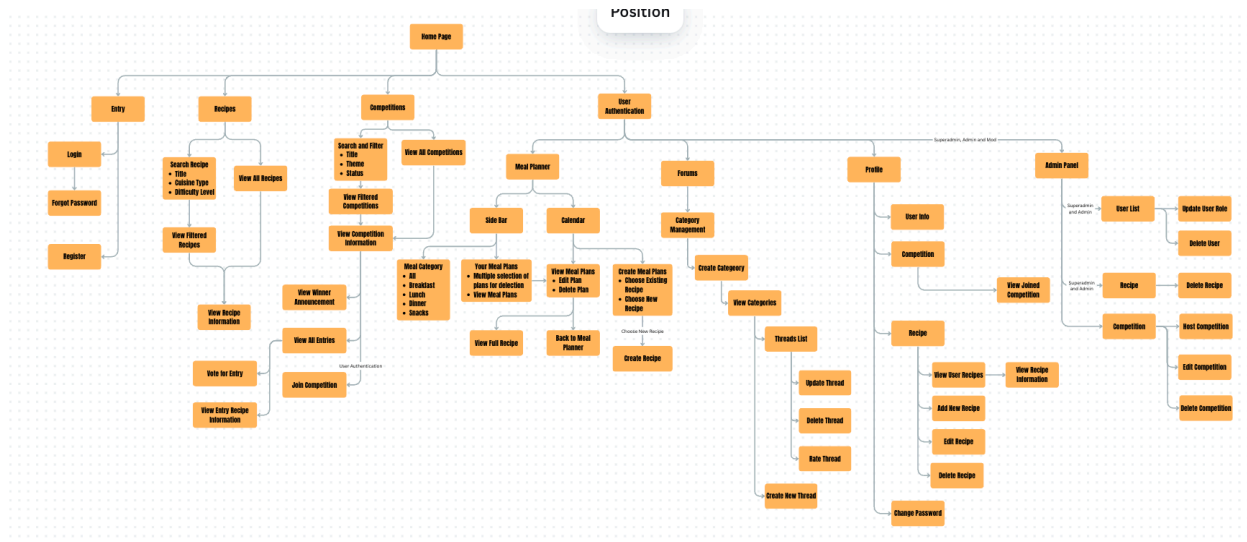 Position
Home Page
Entry
Recipes
Competitions
User
Authentication
Superadmin, Admin and Mod
Login
Forgot Password
Register
Search Recipe
• Title
• Cuisine Type
• Difficulty Level
View All Recipes
View Filtered
Recipes
View Recipe
Information
Search and Filter
• Title
• Theme
• Status
View All Competitions
View Filtered
Competitions
View Competition
Information
View Winner
Announcement
View All Entries
User Authentication
Vote for Entry
Join Competition
View Entry Recipe
Information
Meal Planner
Side Bar
Calendar
Meal Category
• All
• Breakfast
• Lunch
• Dinner
• Snacks
Your Meal Plans
• Multiple selection of
plans for delection
• View Meal Plans
View Meal Plans
• Edit Plan
• Delete Plan
Create Meal Plans
• Choose Existing
Recipe
• Choose New
Recipe
View Full Recipe
Back to Meal
Planner
Choose New Recipe
Create Recipe
Forums
Category
Management
Create Categeory
View Categories
Threads List
Update Thread
Delete Thread
Rate Thread
Create New Thread
Profile
User Info
Competition
View Joined
Competition
Recipe
View User Recipes
View Recipe
Information
Add New Recipe
Edit Recipe
Delete Recipe
Change Password
Admin Panel
Superadmin
and Admin
User List
Update User Role
Delete User
Superadmin
and Admin
Recipe
Delete Recipe
Competition
Host Competition
Edit Competition
Delete Competition